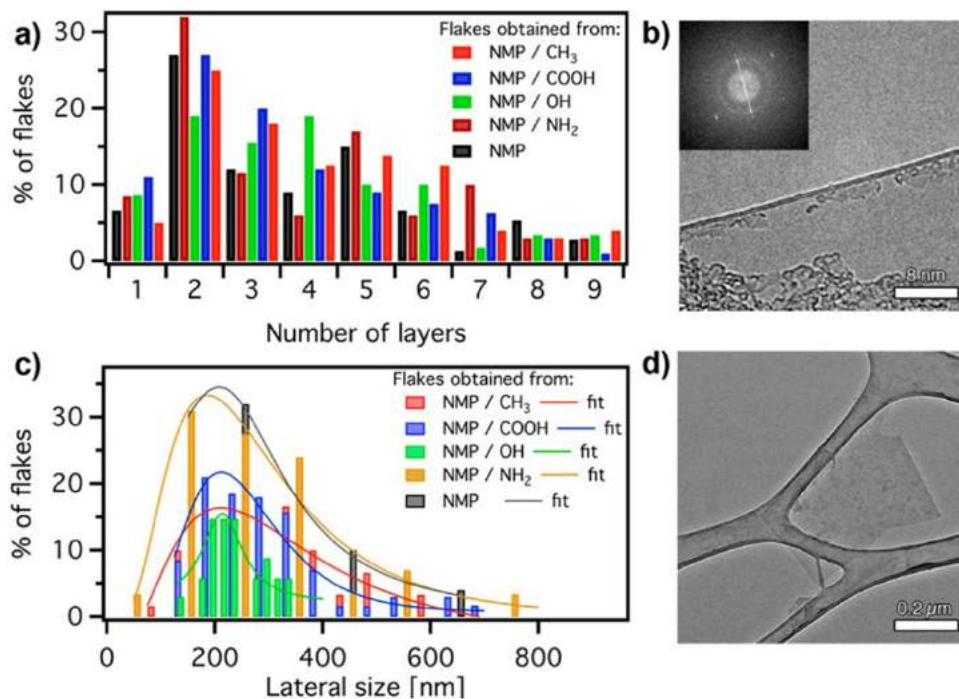 a)
% of flakes
30
20
10
0
Flakes obtained from:
NMP / CH₃
NMP / COOH
NMP / OH
NMP / NH₂
NMP
1 2 3 4 5 6 7 8 9
Number of layers
b)
8 nm
c)
% of flakes
30
20
10
0
Flakes obtained from:
NMP / CH₃ fit
NMP / COOH fit
NMP / OH fit
NMP / NH₂ fit
NMP fit
0 200 400 600 800
Lateral size [nm]
d)
0.2 µm